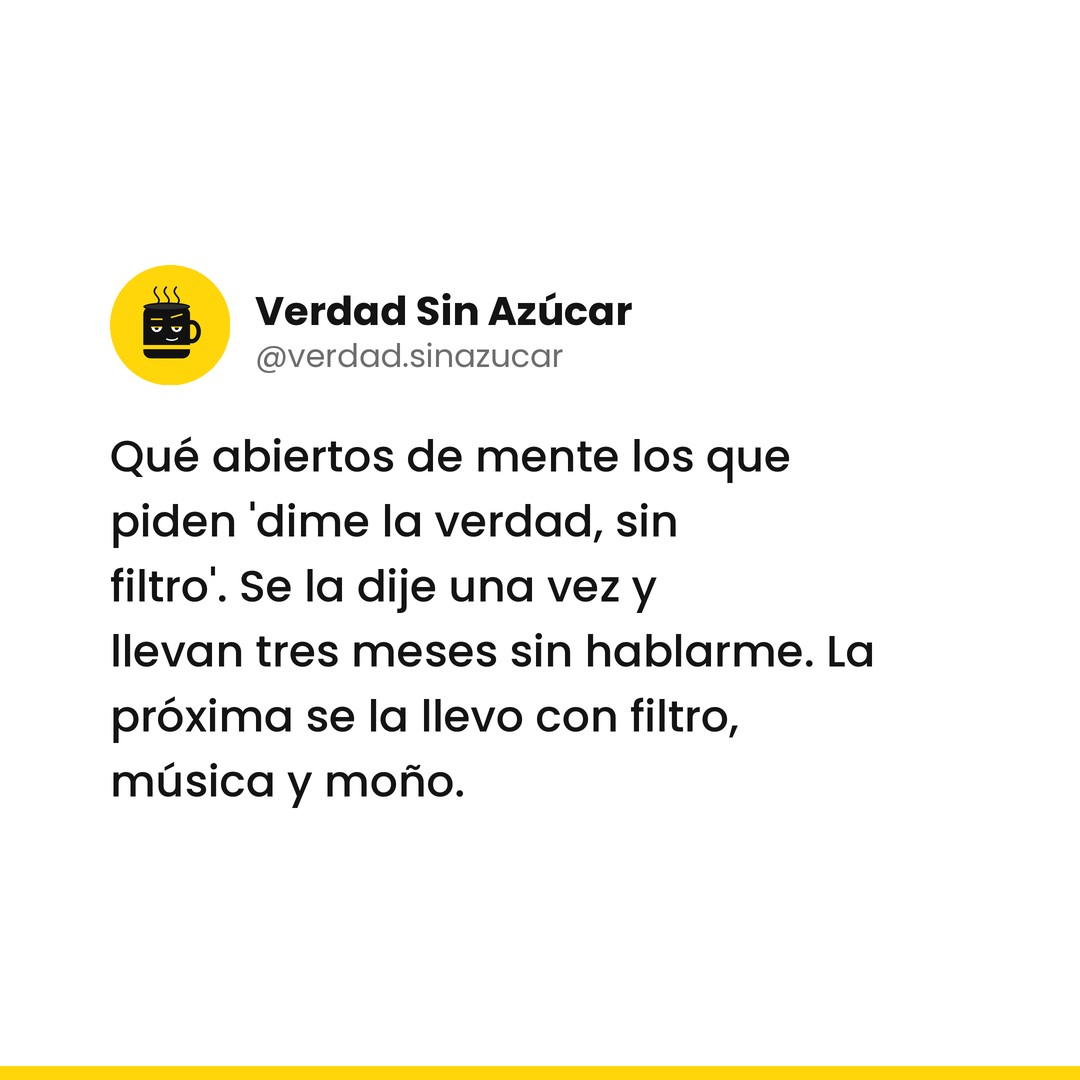 Verdad Sin Azúcar
@verdad.sinazucar
Qué abiertos de mente los que
piden 'dime la verdad, sin
filtro'. Se la dije una vez y
llevan tres meses sin hablarme. La
próxima se la llevo con filtro,
música y moño.